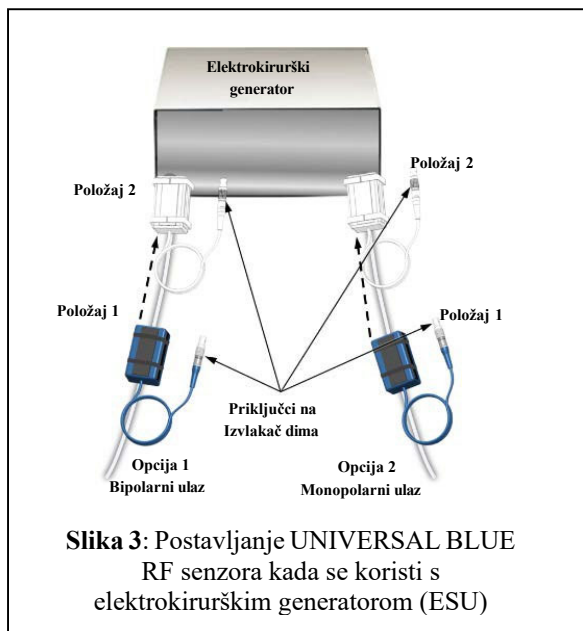 Elektrokirurški
generator
Položaj 2
Položaj 2
Položaj 1
Položaj 1
Priključci na
Izvlakač dima
Opcija 1
Bipolarni ulaz
Opcija 2
Monopolarni ulaz
Slika 3: Postavljanje UNIVERSAL BLUE
RF senzora kada se koristi s
elektrokirurškim generatorom (ESU)